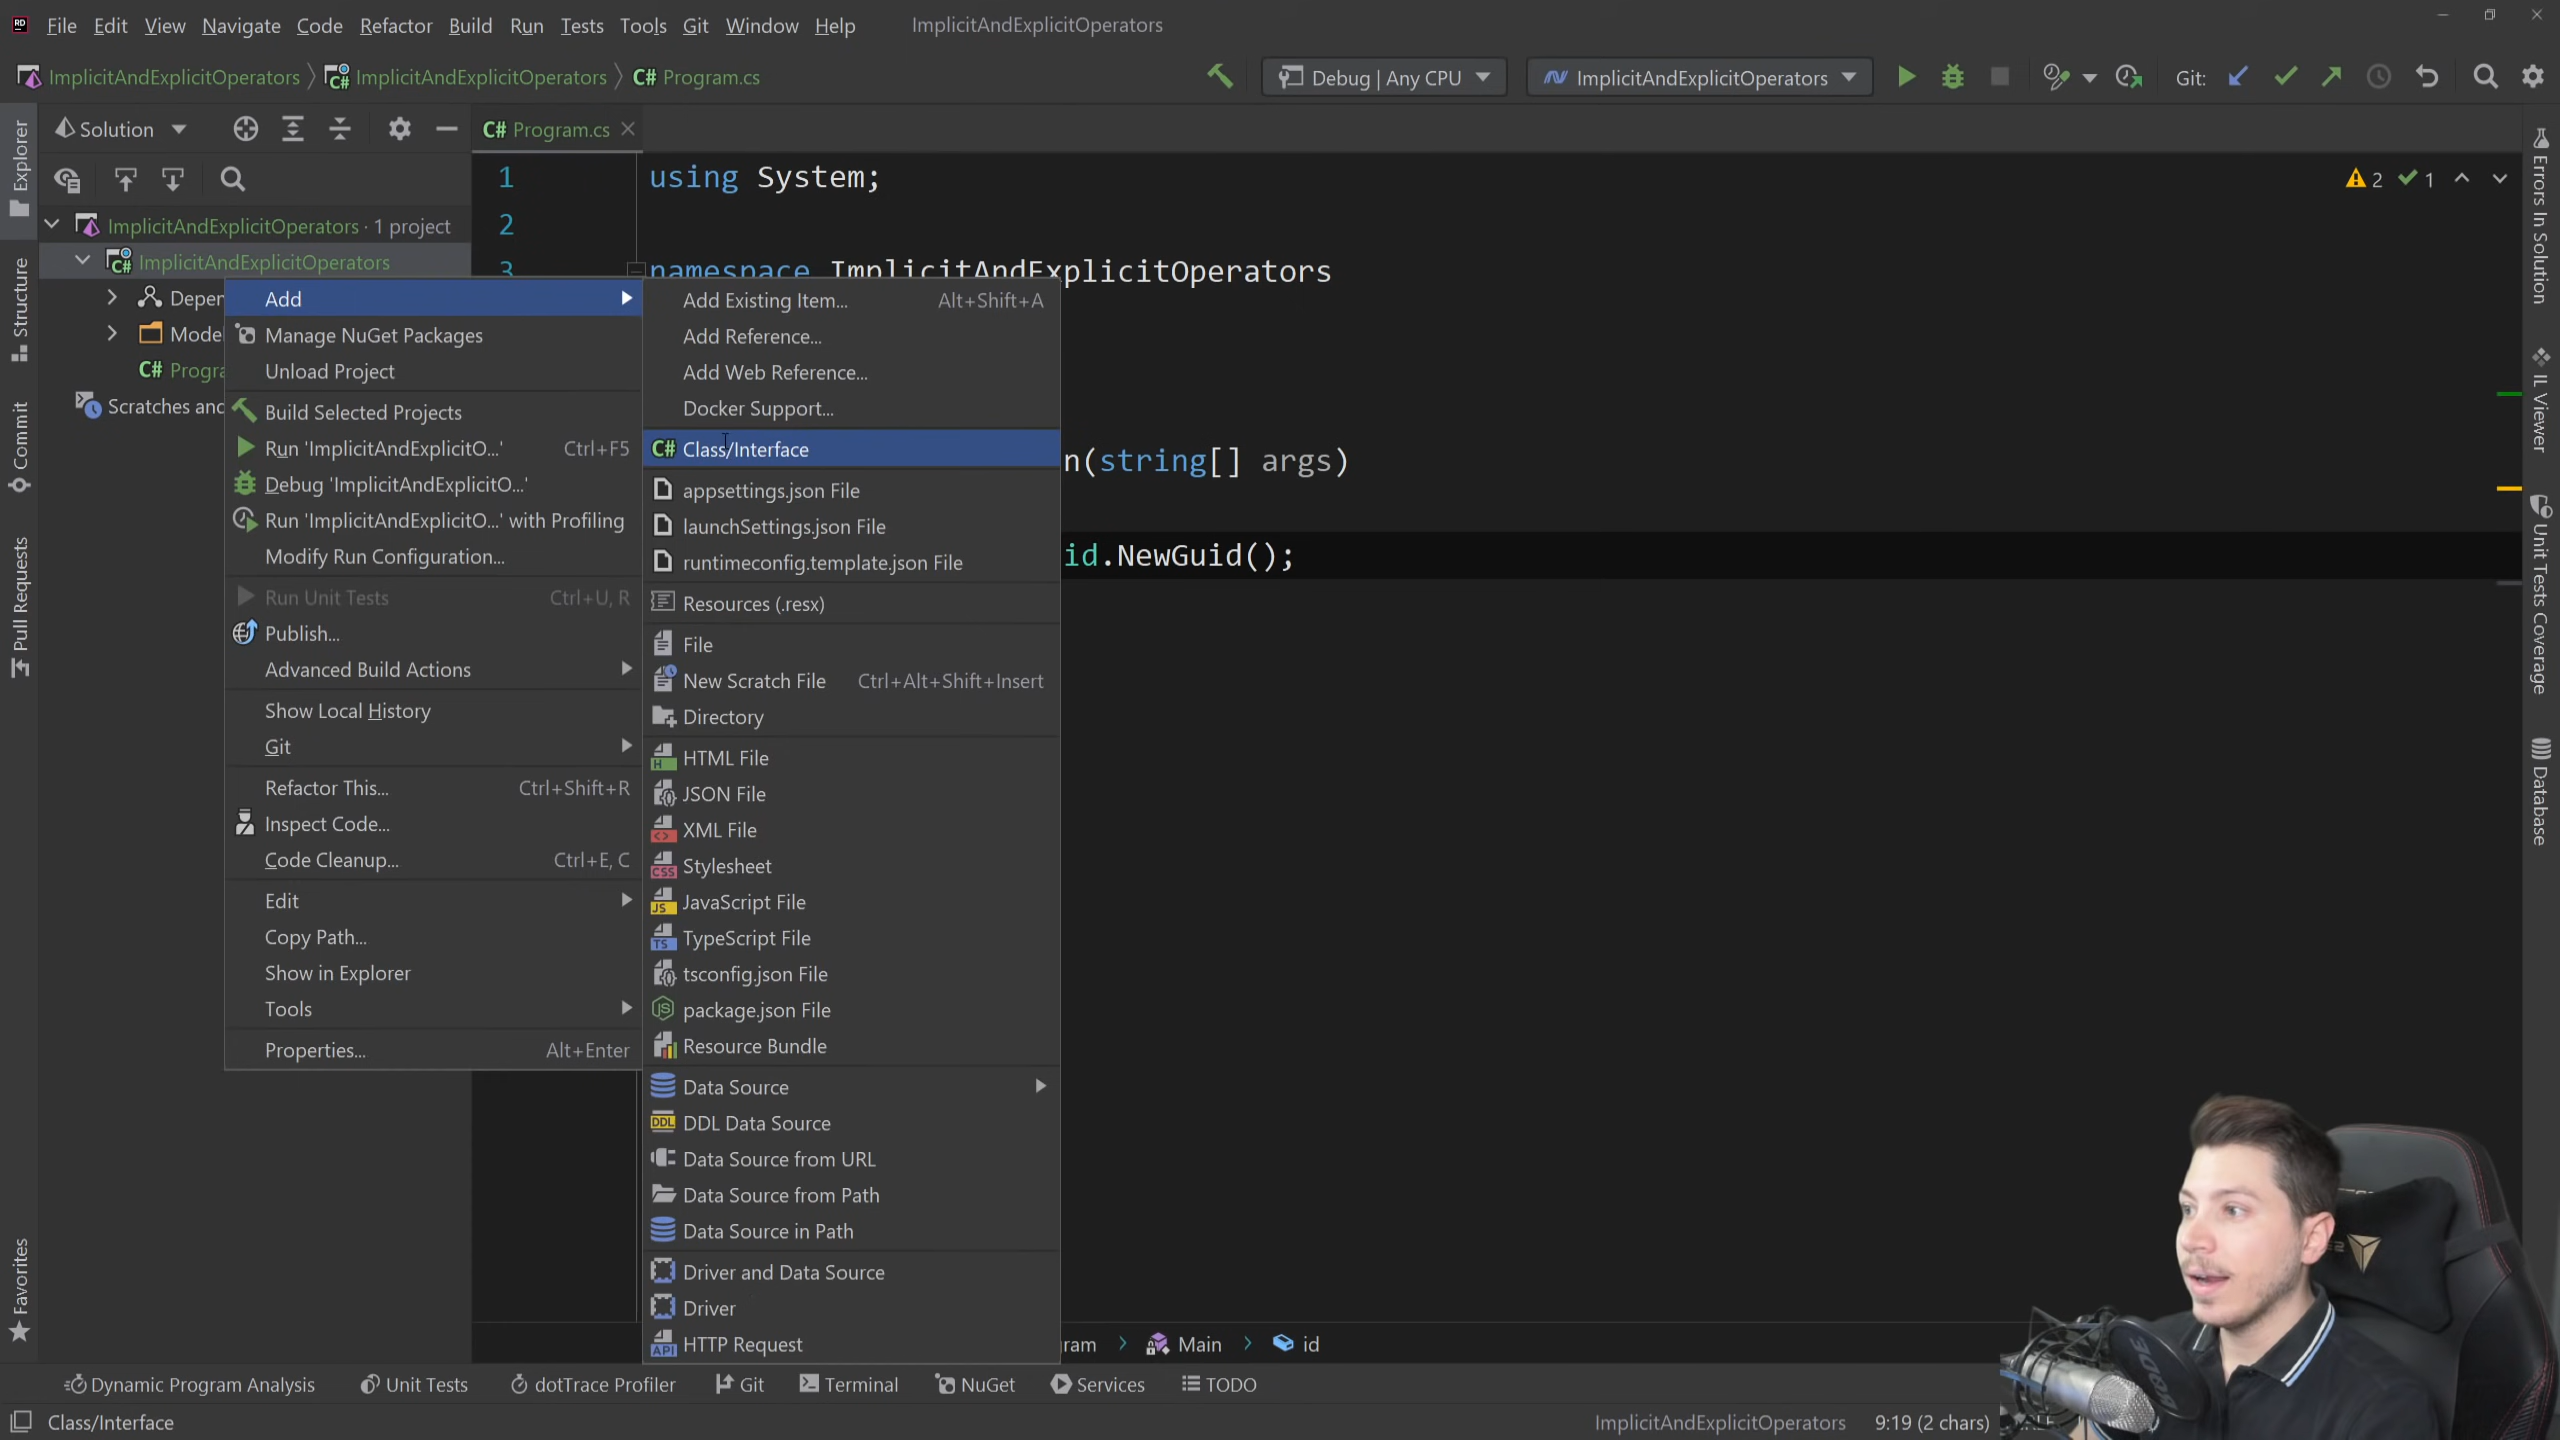 File Edit View Navigate Code Refactor Build Run Tests Tools Git Window Help ImplicitAndExplicitOperators
ImplicitAndExplicitOperators ImplicitAndExplicitOperators C# Program.cs Debug | Any CPU ImplicitAndExplicitOperators Git:
Solution C# Program.cs
1 using System; 2 1
2
ImplicitAndExplicitOperators · 1 project
3 namespace ImplicitAndExplicitOperators
ImplicitAndExplicitOperators
Depen
Mode
C# Progra
Scratches and
Add
Manage NuGet Packages
Unload Project
Build Selected Projects
Run 'ImplicitAndExplicitO...' Ctrl+F5
Debug 'ImplicitAndExplicitO...'
Run 'ImplicitAndExplicitO...' with Profiling
Modify Run Configuration...
Run Unit Tests Ctrl+U, R
Publish...
Advanced Build Actions
Show Local History
Git
Refactor This... Ctrl+Shift+R
Inspect Code...
Code Cleanup... Ctrl+E, C
Edit
Copy Path...
Show in Explorer
Tools
Properties... Alt+Enter
Add Existing Item... Alt+Shift+A
Add Reference...
Add Web Reference...
Docker Support...
C# Class/Interface
appsettings.json File
launchSettings.json File
runtimeconfig.template.json File
Resources (.resx)
File
New Scratch File Ctrl+Alt+Shift+Insert
Directory
HTML File
JSON File
XML File
Stylesheet
JavaScript File
TypeScript File
tsconfig.json File
package.json File
Resource Bundle
Data Source
DDL Data Source
Data Source from URL
Data Source from Path
Data Source in Path
Driver and Data Source
Driver
HTTP Request
n(string[] args)
id.NewGuid();
ram Main id
Explorer
Structure
Commit
Pull Requests
Favorites
Errors In Solution
IL Viewer
Unit Tests Coverage
Database
Dynamic Program Analysis Unit Tests dotTrace Profiler Git Terminal NuGet Services TODO
Class/Interface ImplicitAndExplicitOperators 9:19 (2 chars)
RODE